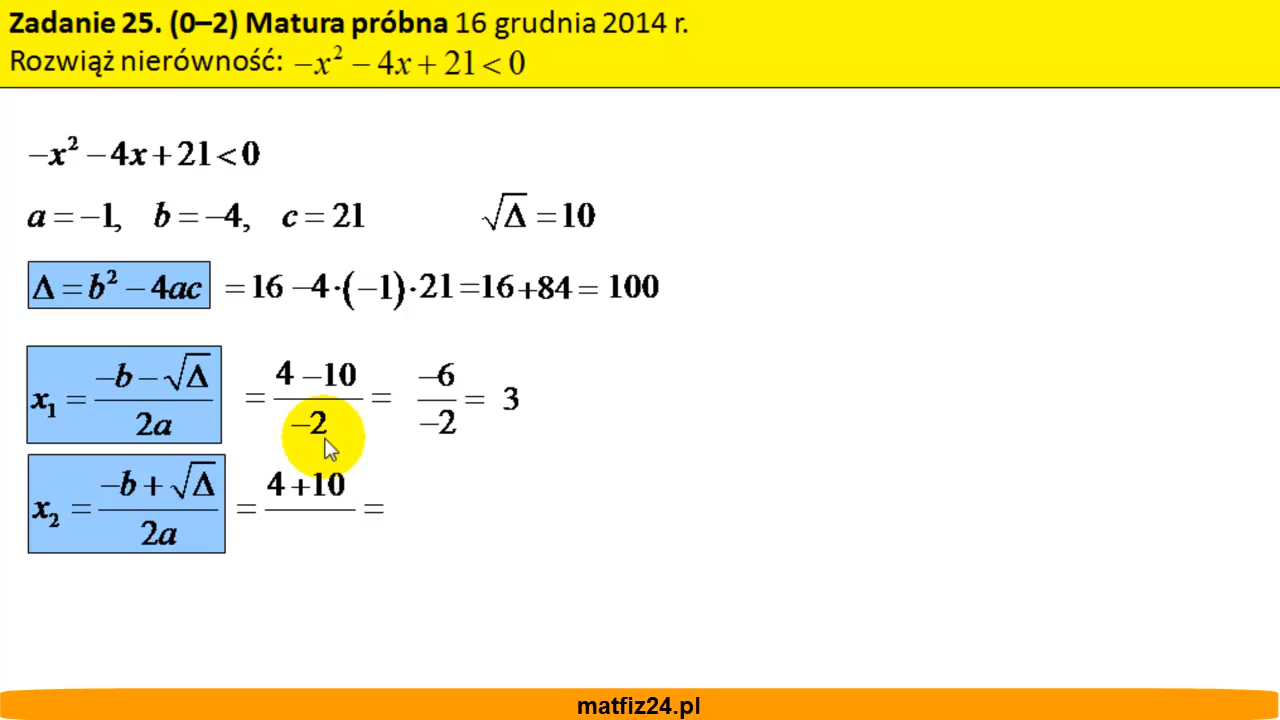 Zadanie 25. (0–2) Matura próbna 16 grudnia 2014 r.
Rozwiąż nierówność: −x² − 4x + 21 < 0
−x² − 4x + 21 < 0
a = −1, b = −4, c = 21 √Δ = 10
Δ = b² − 4ac = 16 −4·(−1)·21 = 16 + 84 = 100
x₁ = (−b − √Δ)/(2a) = (4 − 10)/(−2) = (−6)/(−2) = 3
x₂ = (−b + √Δ)/(2a) = (4 + 10)/ =
matfiz24.pl